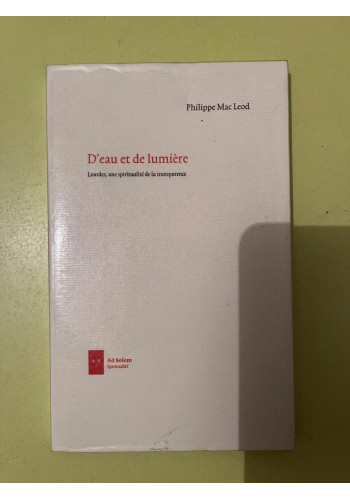 Philippe Mac Leod
D'eau et de lumière
Lourdes, une spiritualité de la transparence
Ad Solem
Spiritualité